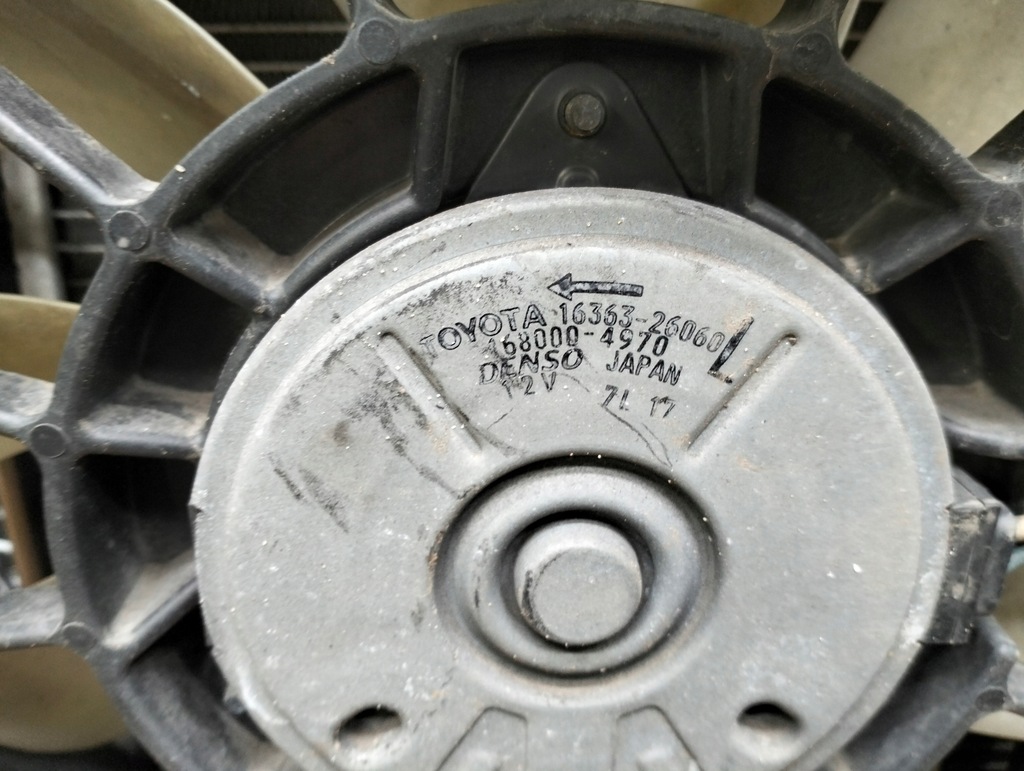 TOYOTA 16363-26060 L
168000-4970
DENSO JAPAN
12V 7L 17